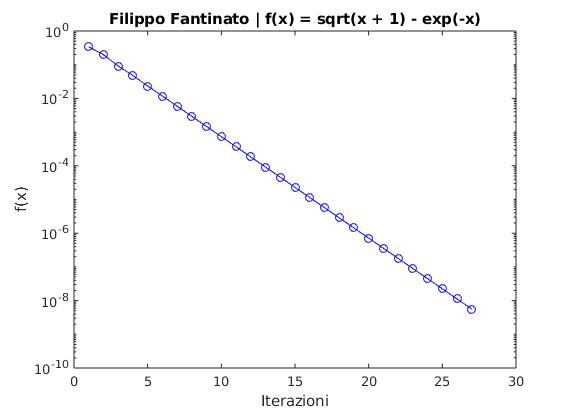 Filippo Fantinato | f(x) = sqrt(x + 1) - exp(-x)
10^0
10^-2
10^-4
10^-6
10^-8
10^-10
f(x)
0 5 10 15 20 25 30
Iterazioni